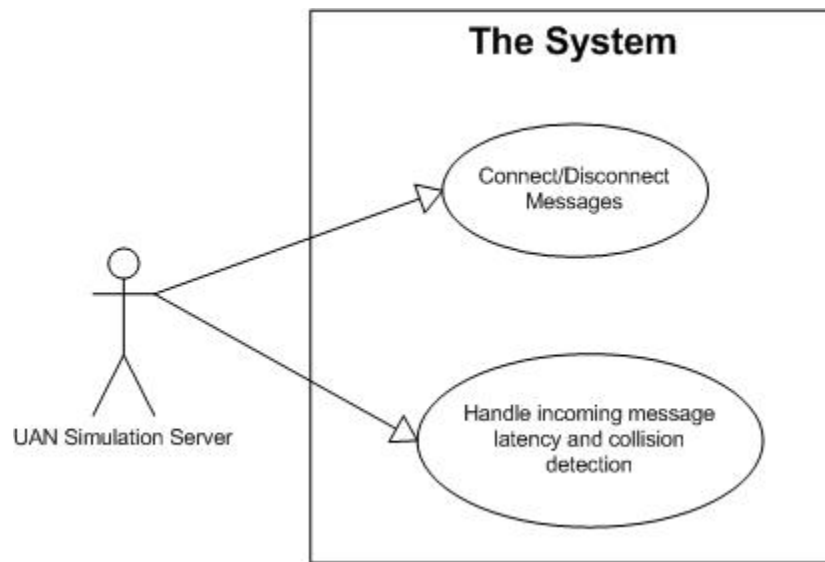 The System
Connect/Disconnect
Messages
UAN Simulation Server
Handle incoming message
latency and collision
detection